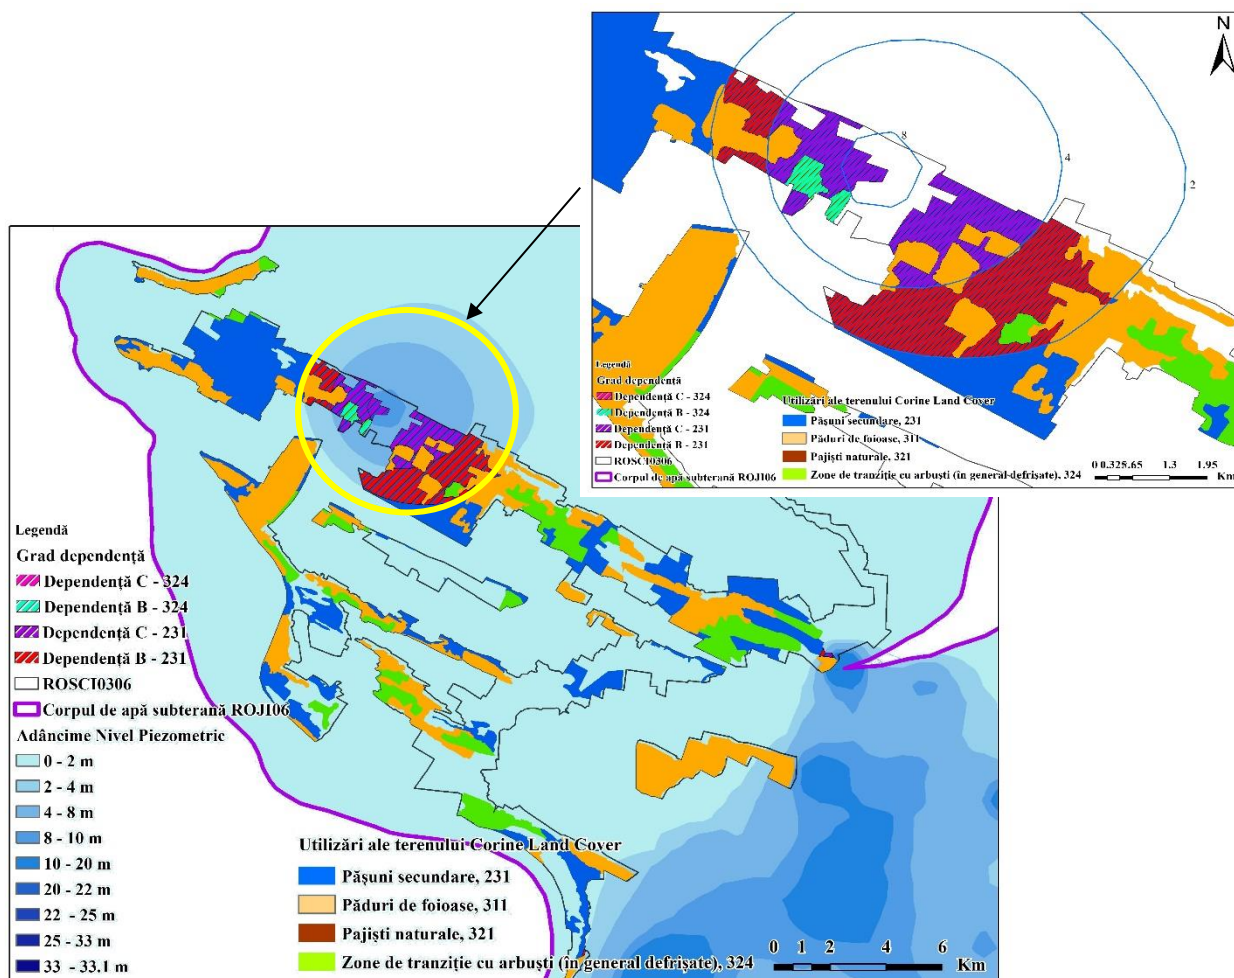 N
8
4
2
Legendă
Grad dependență
Dependență C - 324
Dependență B - 324
Dependență C - 231
Dependență B - 231
ROSCI0306
Corpul de apă subterană ROJI06
Utilizări ale terenului Corine Land Cover
Pășuni secundare, 231
Păduri de foioase, 311
Pajiști naturale, 321
Zone de tranziție cu arbuști (în general defrișate), 324
0 0.325.65 1.3 1.95
Km
Legendă
Grad dependență
Dependență C - 324
Dependență B - 324
Dependență C - 231
Dependență B - 231
ROSCI0306
Corpul de apă subterană ROJI06
Adâncime Nivel Piezometric
0 - 2 m
2 - 4 m
4 - 8 m
8 - 10 m
10 - 20 m
20 - 22 m
22 - 25 m
25 - 33 m
33 - 33.1 m
Utilizări ale terenului Corine Land Cover
Pășuni secundare, 231
Păduri de foioase, 311
Pajiști naturale, 321
Zone de tranziție cu arbuști (în general defrișate), 324
0 1 2 4 6
Km